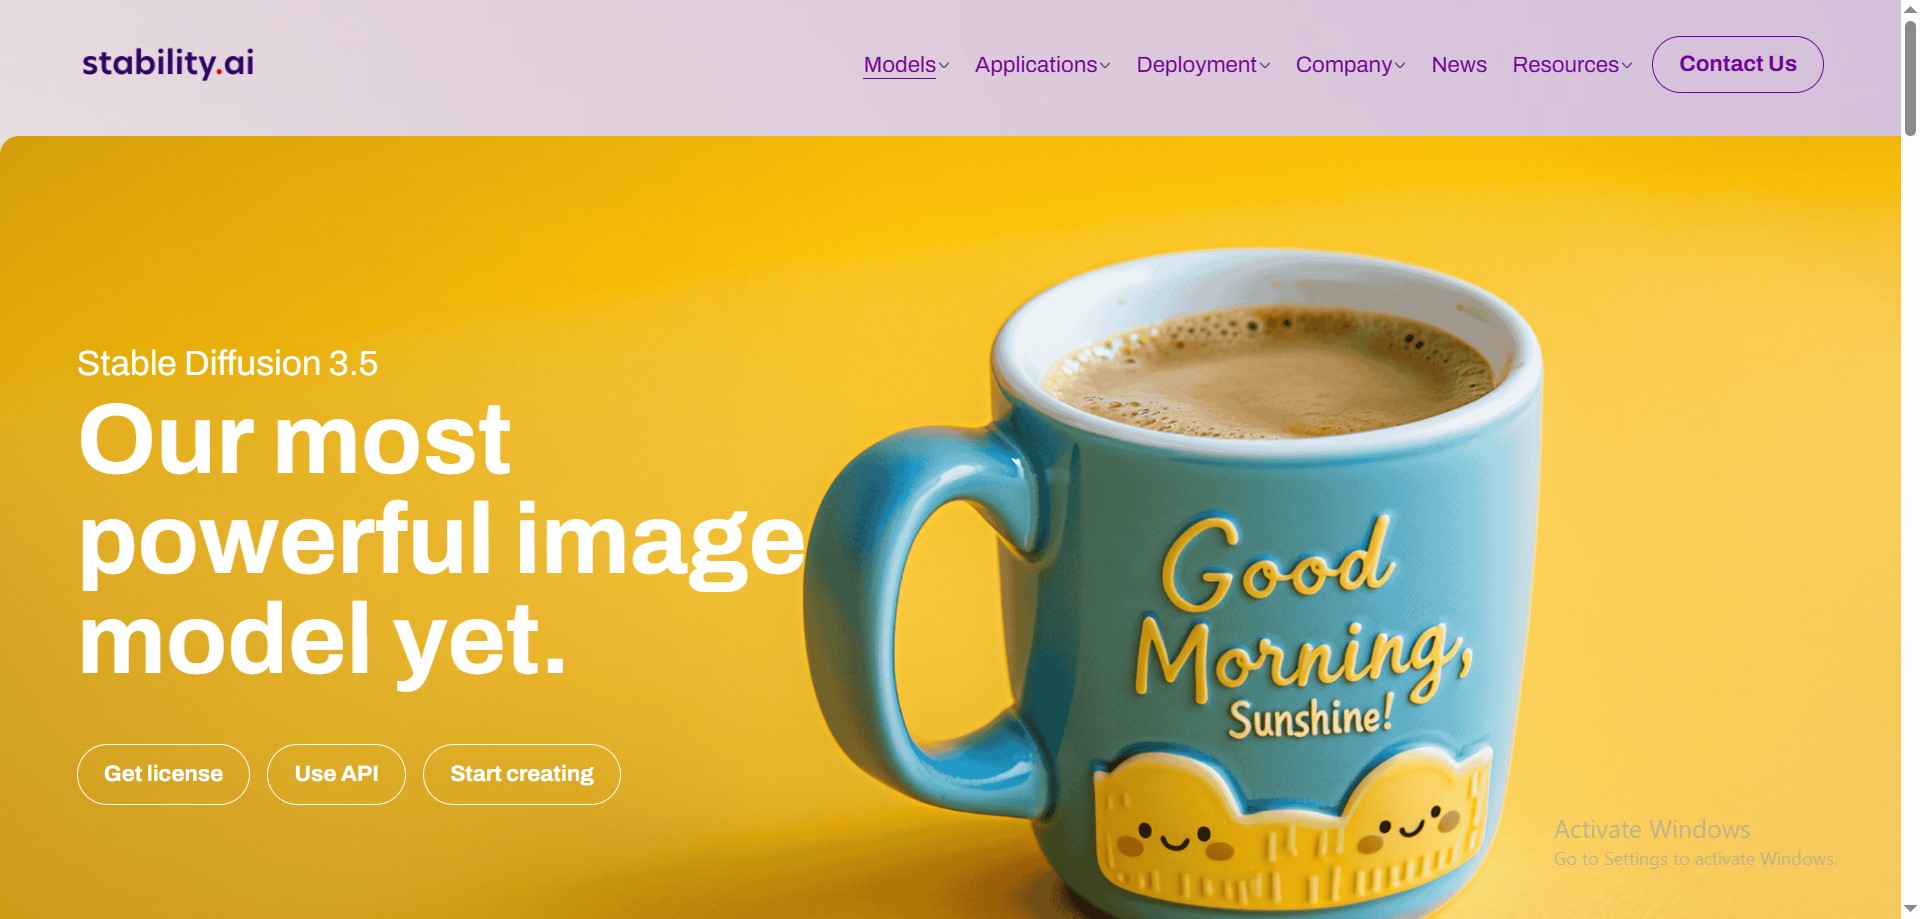 stability.ai
Models Applications Deployment Company News Resources Contact Us
Stable Diffusion 3.5
Our most
powerful image
model yet.
Get license Use API Start creating
Good
Morning,
Sunshine!
Activate Windows
Go to Settings to activate Windows.